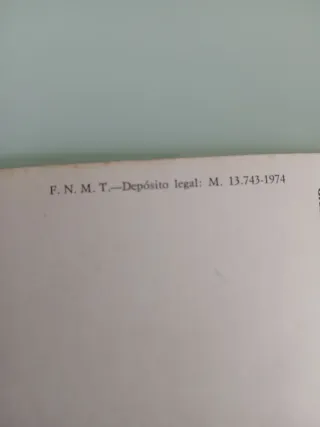 F. N. M. T.—Depósito legal: M. 13.743-1974